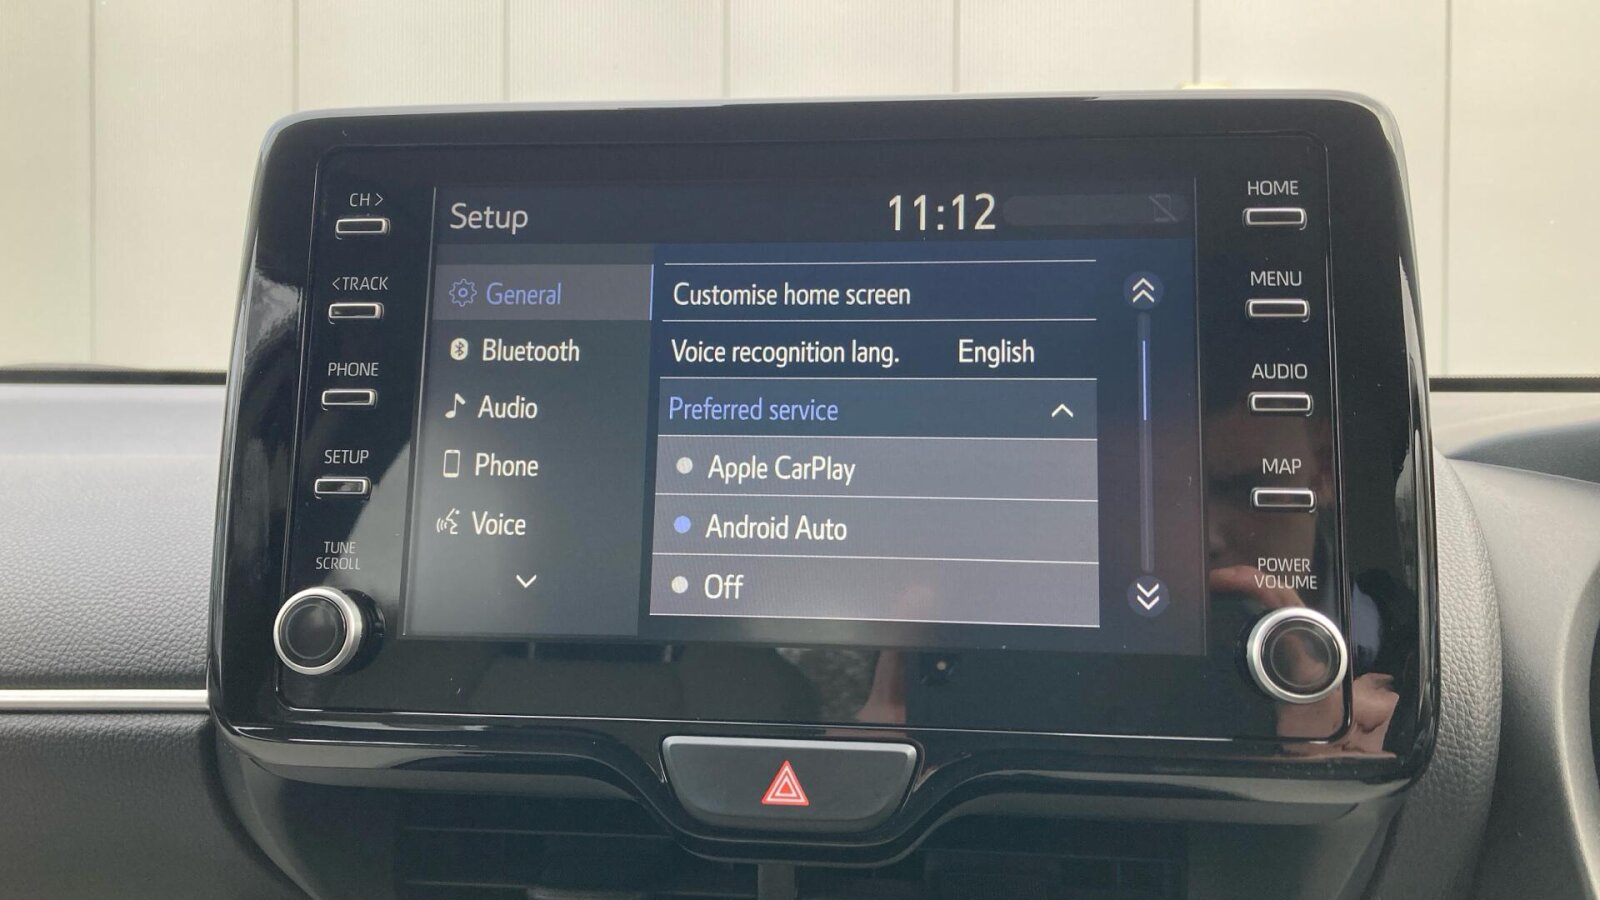 CH >
< TRACK
PHONE
SETUP
TUNE
SCROLL
Setup
11:12
General
Bluetooth
Audio
Phone
Voice
Customise home screen
Voice recognition lang. English
Preferred service
Apple CarPlay
Android Auto
Off
HOME
MENU
AUDIO
MAP
POWER
VOLUME